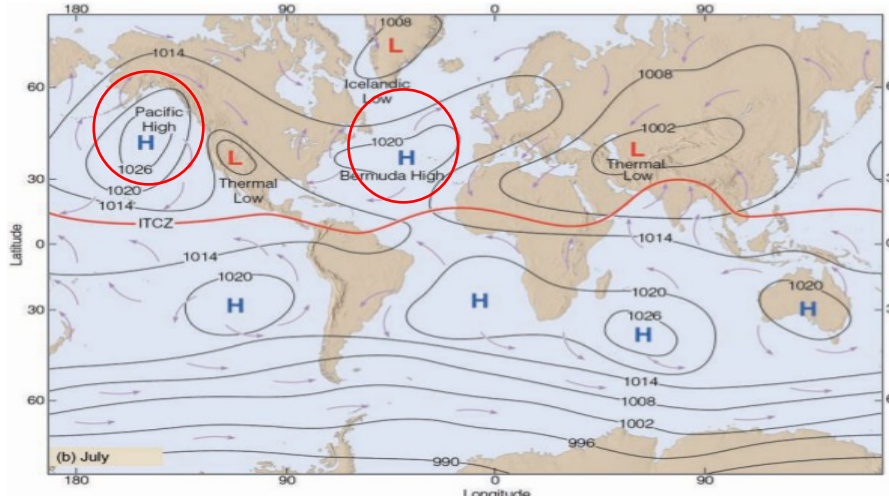 180
90
0
90
1008
L
1014
1008
60
Icelandic
Low
Pacific
High
H
1026
1020
1014
L
Thermal
Low
1020
H
Bermuda High
1002
L
Thermal
Low
30
ITCZ
Latitude
0
1014
1014
1020
H
H
1020
1026
H
1020
H
30
3
1014
1008
1002
996
990
60
6
(b) July
180
90
0
90
Longitude